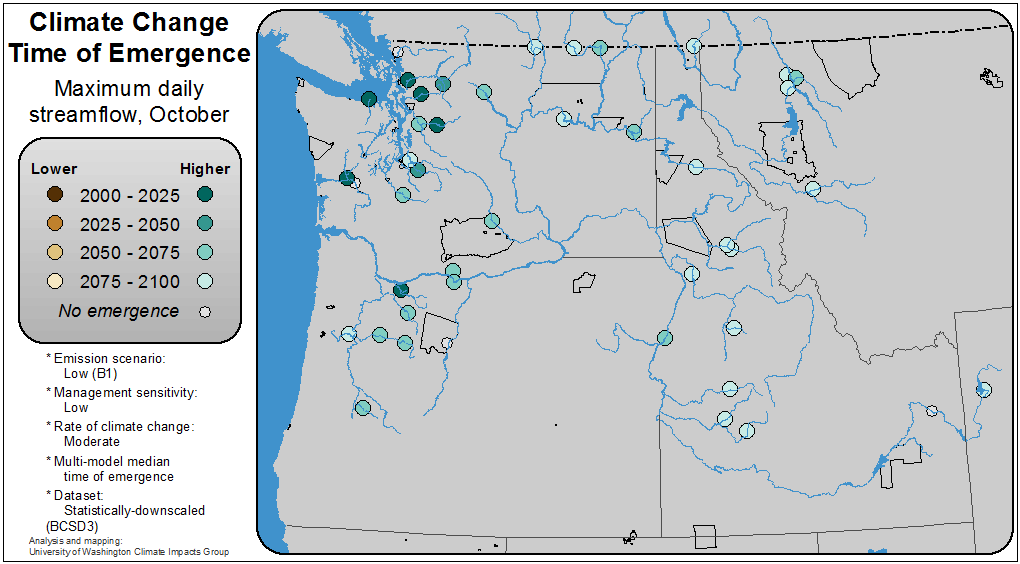 Climate Change
Time of Emergence
Maximum daily
streamflow, October
Lower Higher
2000 - 2025
2025 - 2050
2050 - 2075
2075 - 2100
No emergence
* Emission scenario:
Low (B1)
* Management sensitivity:
Low
* Rate of climate change:
Moderate
* Multi-model median
time of emergence
* Dataset:
Statistically-downscaled
(BCSD3)
Analysis and mapping:
University of Washington Climate Impacts Group